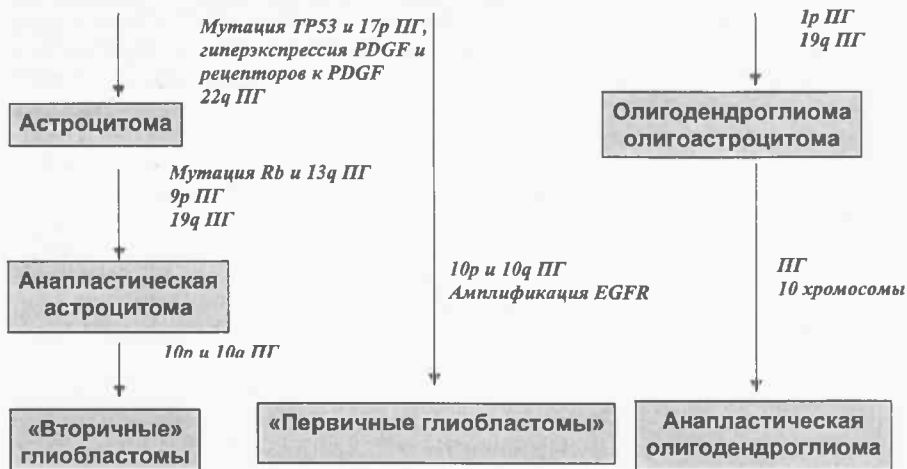 Мутация TP53 и 17p ПГ,
гиперэкспрессия PDGF и
рецепторов к PDGF
22q ПГ
1p ПГ
19q ПГ
Астроцитома
Олигодендроглиома
олигоастроцитома
Мутация Rb и 13q ПГ
9p ПГ
19q ПГ
Анапластическая
астроцитома
10p и 10q ПГ
Амплификация EGFR
ПГ
10 хромосомы
10p и 10q ПГ
«Вторичные»
глиобластомы
«Первичные глиобластомы»
Анапластическая
олигодендроглиома